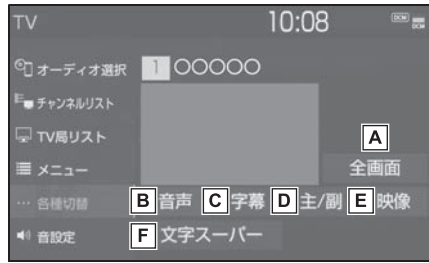 TV 10:08 DCM DCM
オーディオ選択 1 〇〇〇〇〇
チャンネルリスト
TV局リスト A
メニュー 全画面
… 各種切替 B 音声 C 字幕 D 主/副 E 映像
音設定 F 文字スーパー